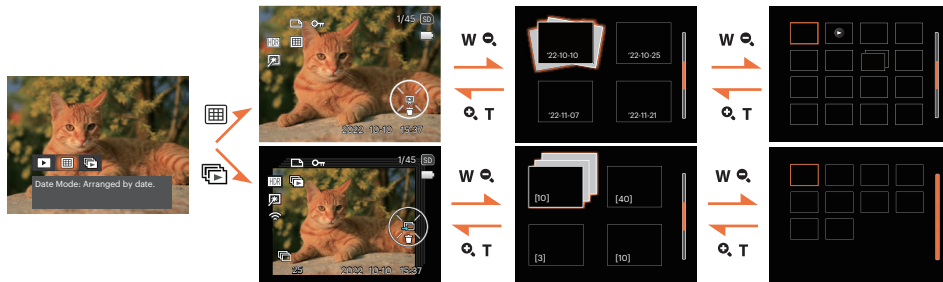 Date Mode: Arranged by date.
1/45 SD
HDR
2022 10-10 15:37
W
T
'22-10-10
'22-10-25
'22-11-07
'22-11-21
W
T
1/45 SD
HDR
25
2022 10-10 15:37
W
T
[10]
[40]
[3]
[10]
W
T